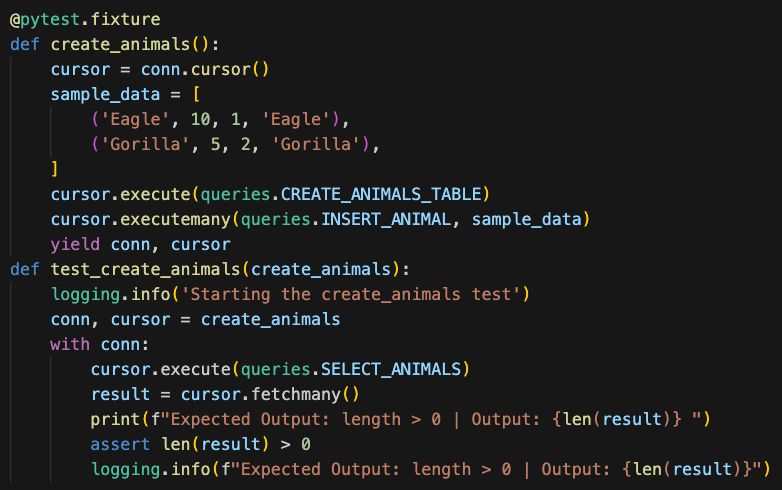 @pytest.fixture
def create_animals():
    cursor = conn.cursor()
    sample_data = [
        ('Eagle', 10, 1, 'Eagle'),
        ('Gorilla', 5, 2, 'Gorilla'),
    ]
    cursor.execute(queries.CREATE_ANIMALS_TABLE)
    cursor.executemany(queries.INSERT_ANIMAL, sample_data)
    yield conn, cursor
def test_create_animals(create_animals):
    logging.info('Starting the create_animals test')
    conn, cursor = create_animals
    with conn:
        cursor.execute(queries.SELECT_ANIMALS)
        result = cursor.fetchmany()
        print(f"Expected Output: length > 0 | Output: {len(result)} ")
        assert len(result) > 0
        logging.info(f"Expected Output: length > 0 | Output: {len(result)}")